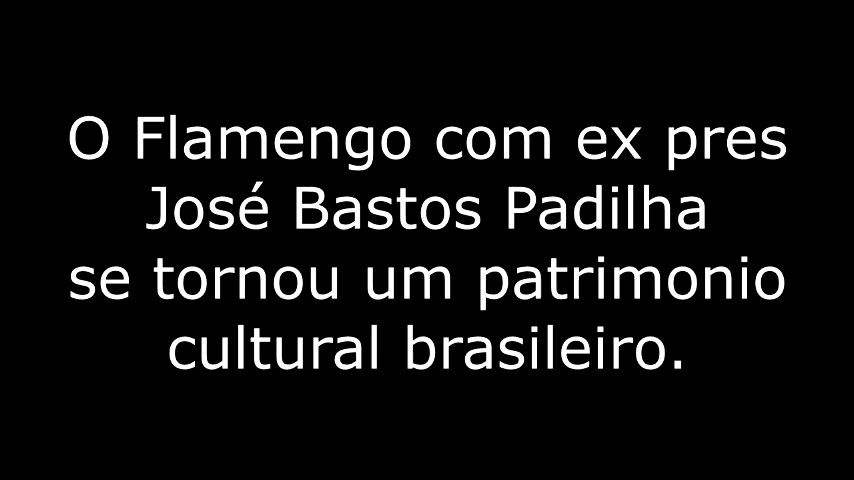 O Flamengo com ex pres
José Bastos Padilha
se tornou um patrimonio
cultural brasileiro.